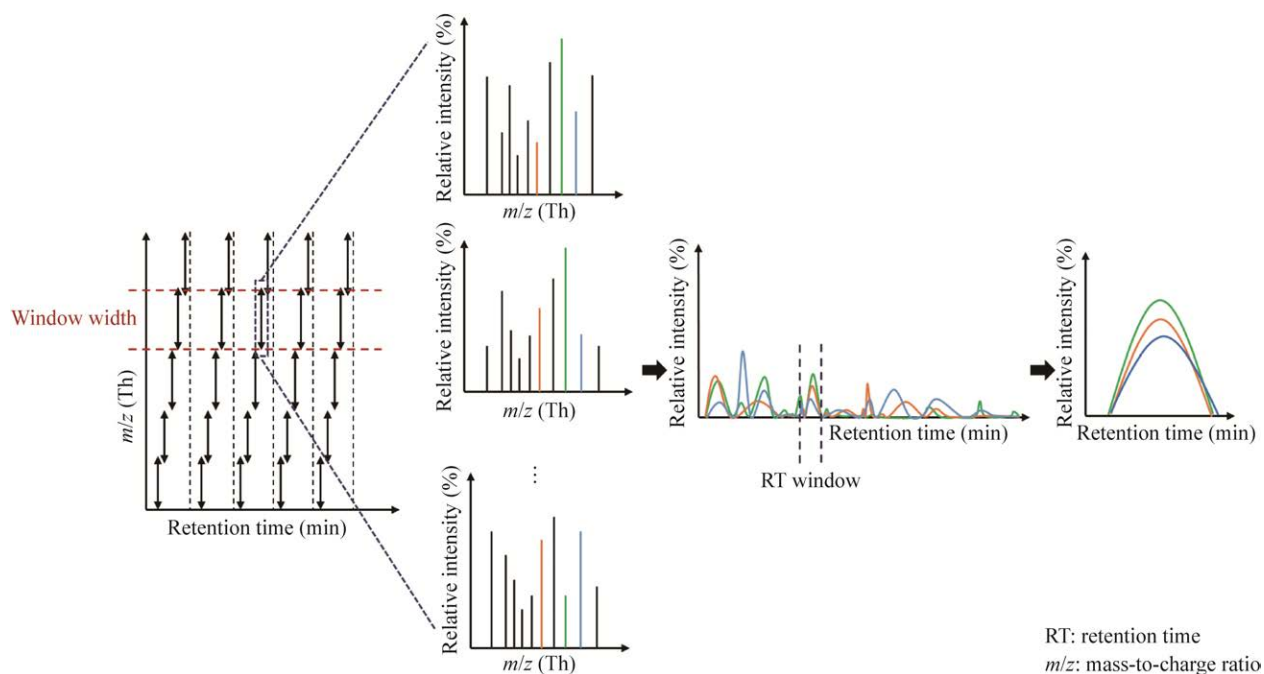 Window width
m/z (Th)
Retention time (min)
Relative intensity (%)
m/z (Th)
Relative intensity (%)
m/z (Th)
⋮
Relative intensity (%)
m/z (Th)
Relative intensity (%)
Retention time (min)
RT window
Relative intensity (%)
Retention time (min)
RT: retention time
m/z: mass-to-charge ratio